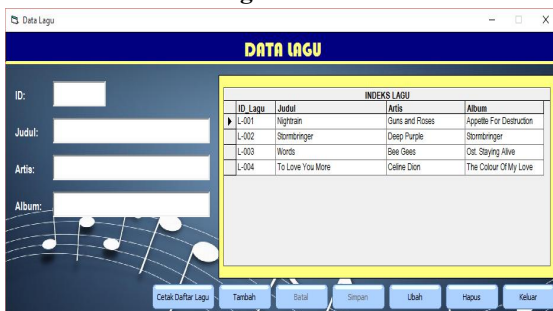 Data Lagu
DATA LAGU
ID:
Judul:
Artis:
Album:
INDEKS LAGU
ID_Lagu Judul Artis Album
L-001 Nightrain Guns and Roses Appetite For Destruction
L-002 Stormbringer Deep Purple Stormbringer
L-003 Words Bee Gees Ost. Staying Alive
L-004 To Love You More Celine Dion The Colour Of My Love
Cetak Daftar Lagu Tambah Batal Simpan Ubah Hapus Keluar